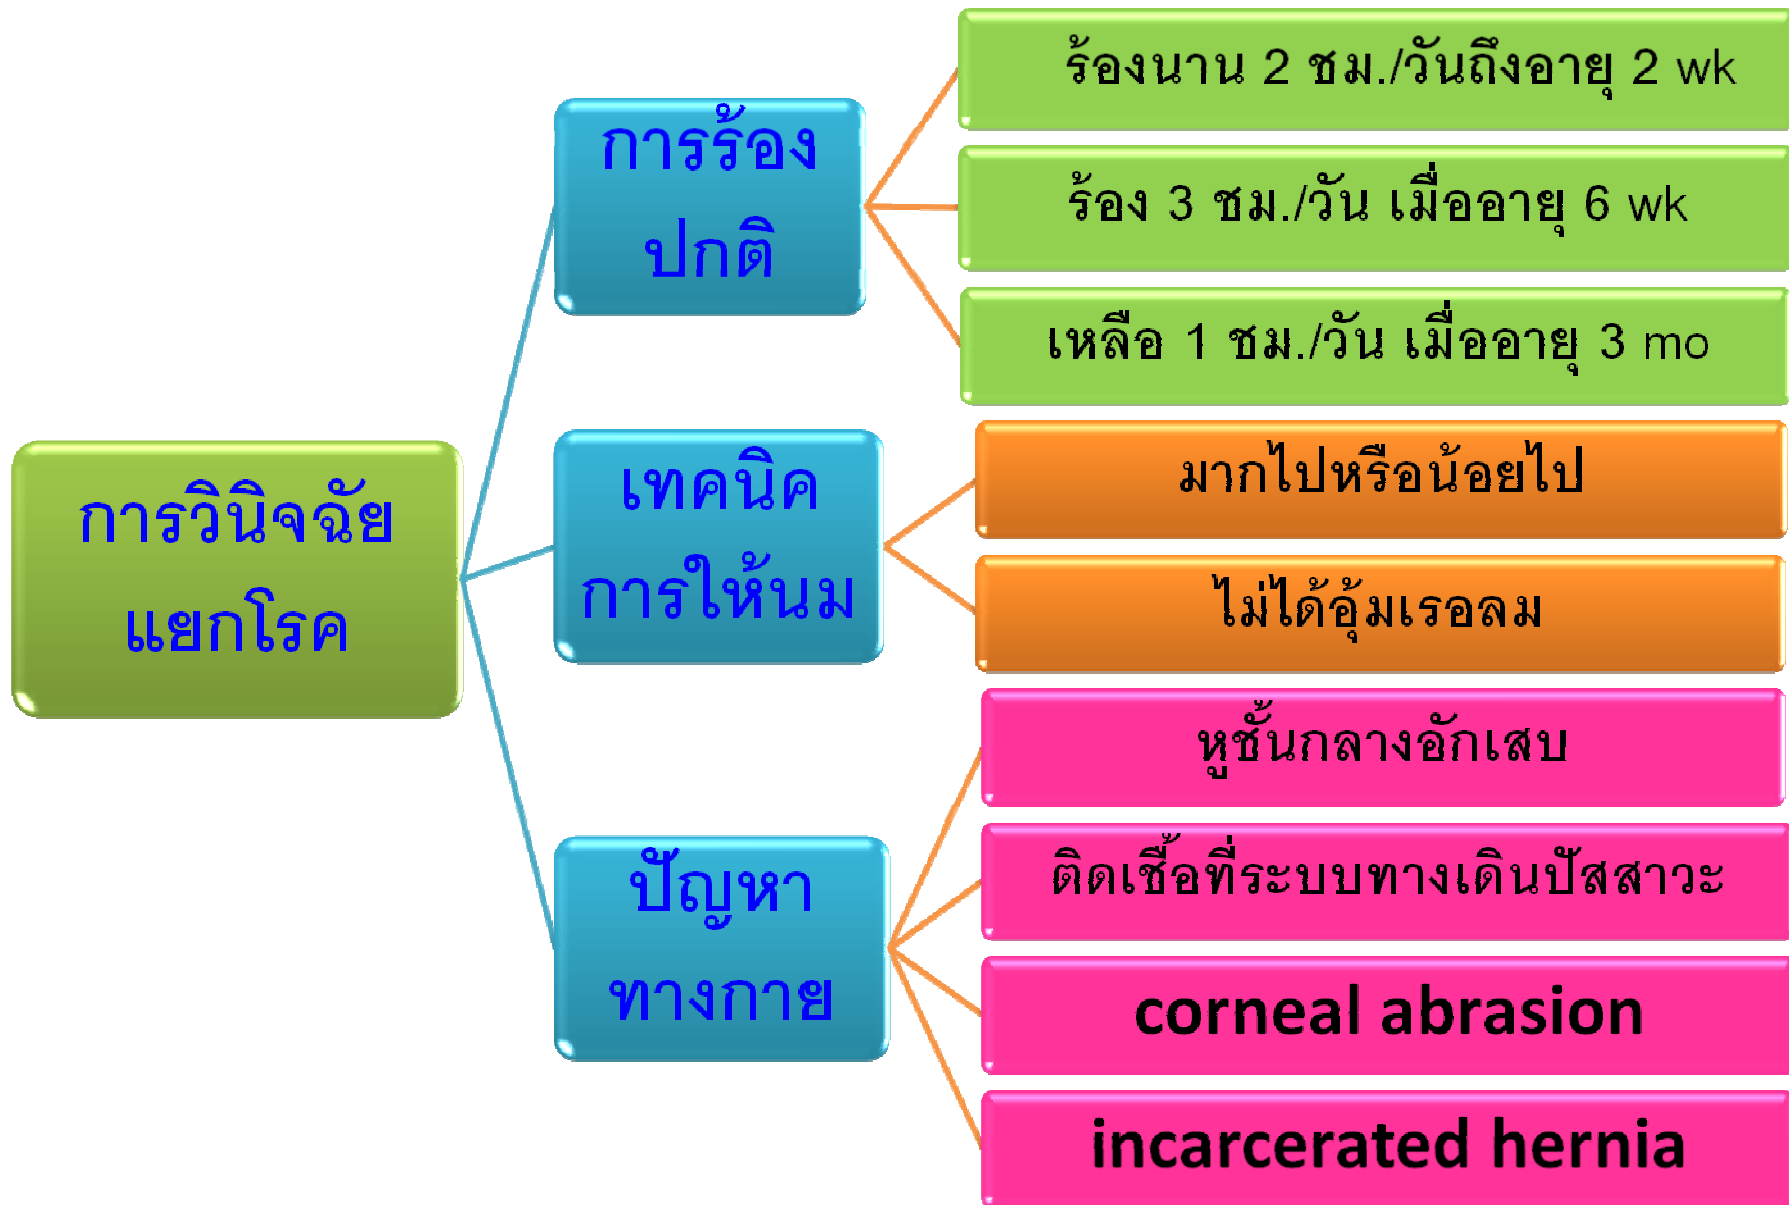 การวินิจฉัย
แยกโรค
การร้อง
ปกติ
ร้องนาน 2 ชม./วันถึงอายุ 2 wk
ร้อง 3 ชม./วัน เมื่ออายุ 6 wk
เหลือ 1 ชม./วัน เมื่ออายุ 3 mo
เทคนิค
การให้นม
มากไปหรือน้อยไป
ไม่ได้อุ้มเรอลม
ปัญหา
ทางกาย
หูชั้นกลางอักเสบ
ติดเชื้อที่ระบบทางเดินปัสสาวะ
corneal abrasion
incarcerated hernia